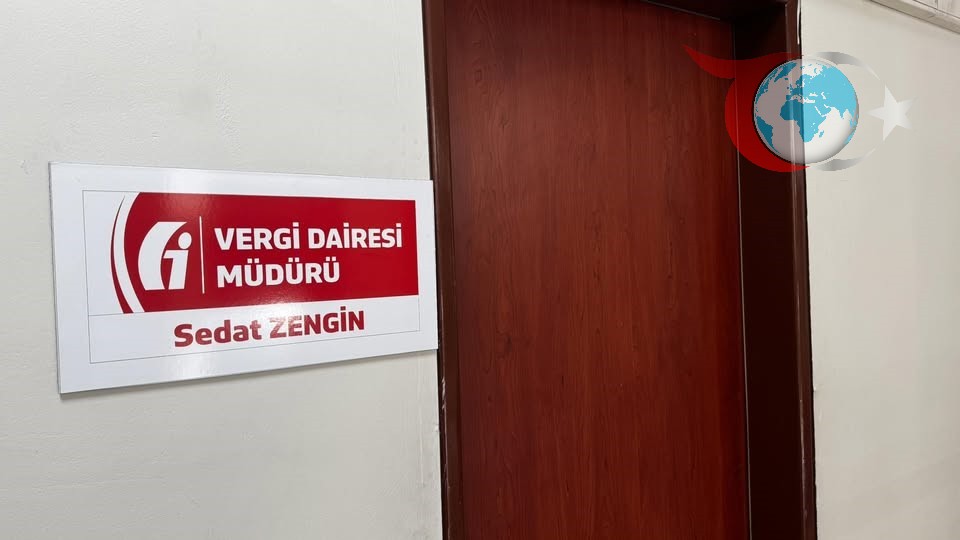 VERGİ DAİRESİ
MÜDÜRÜ
Sedat ZENGİN